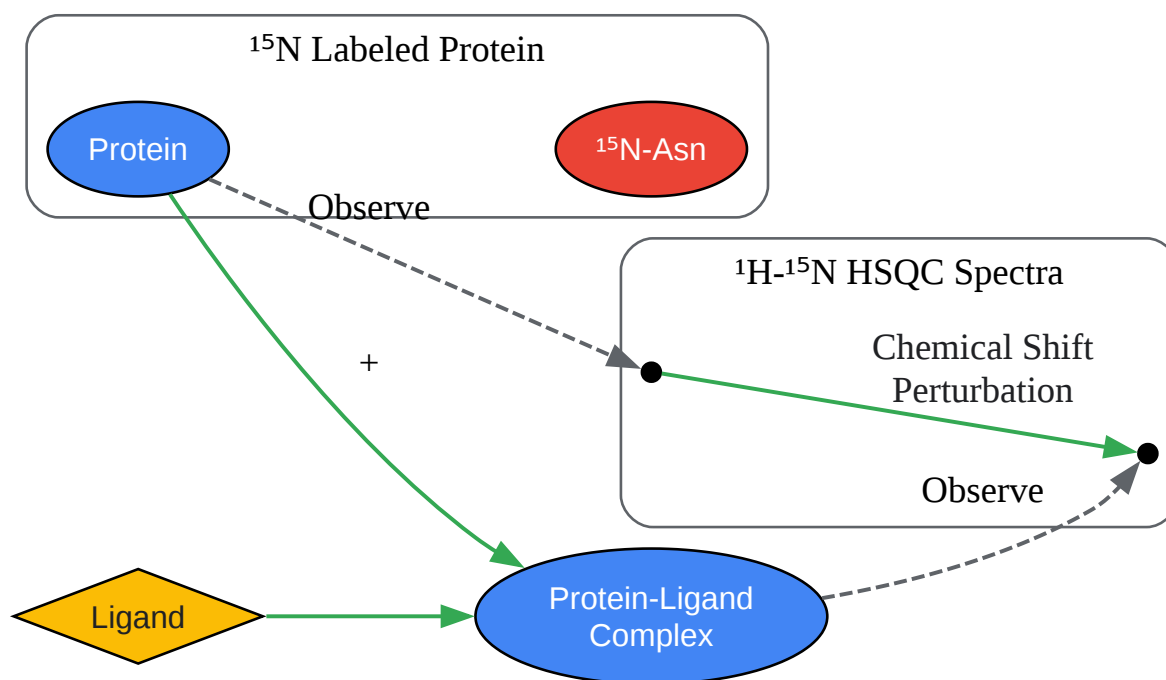 ¹⁵N Labeled Protein
Protein
¹⁵N-Asn
Observe
¹H-¹⁵N HSQC Spectra
+
Chemical Shift
Perturbation
Observe
Ligand
Protein-Ligand
Complex